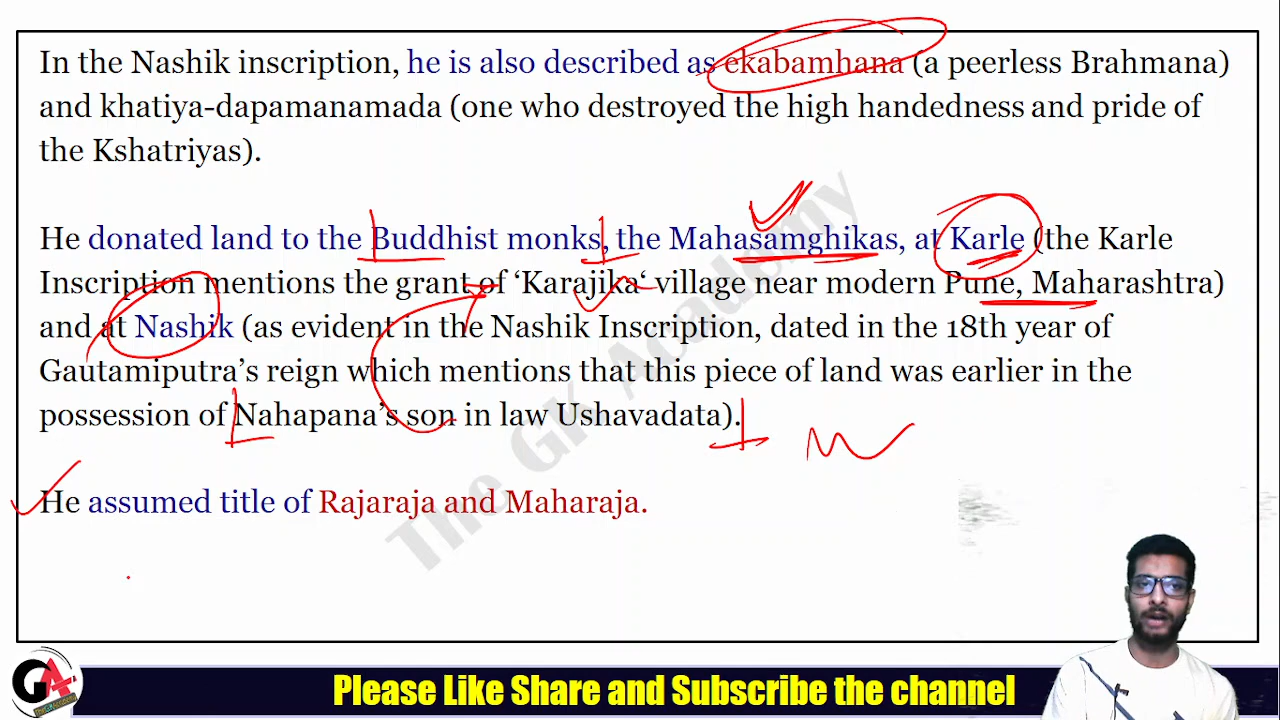 In the Nashik inscription, he is also described as ekabamhana (a peerless Brahmana)
and khatiya-dapamanamada (one who destroyed the high handedness and pride of
the Kshatriyas).
He donated land to the Buddhist monks, the Mahasamghikas, at Karle (the Karle
Inscription mentions the grant of ‘Karajika‘ village near modern Pune, Maharashtra)
and at Nashik (as evident in the Nashik Inscription, dated in the 18th year of
Gautamiputra’s reign which mentions that this piece of land was earlier in the
possession of Nahapana’s son in law Ushavadata).
He assumed title of Rajaraja and Maharaja.
The GK Academy
GA
Please Like Share and Subscribe the channel